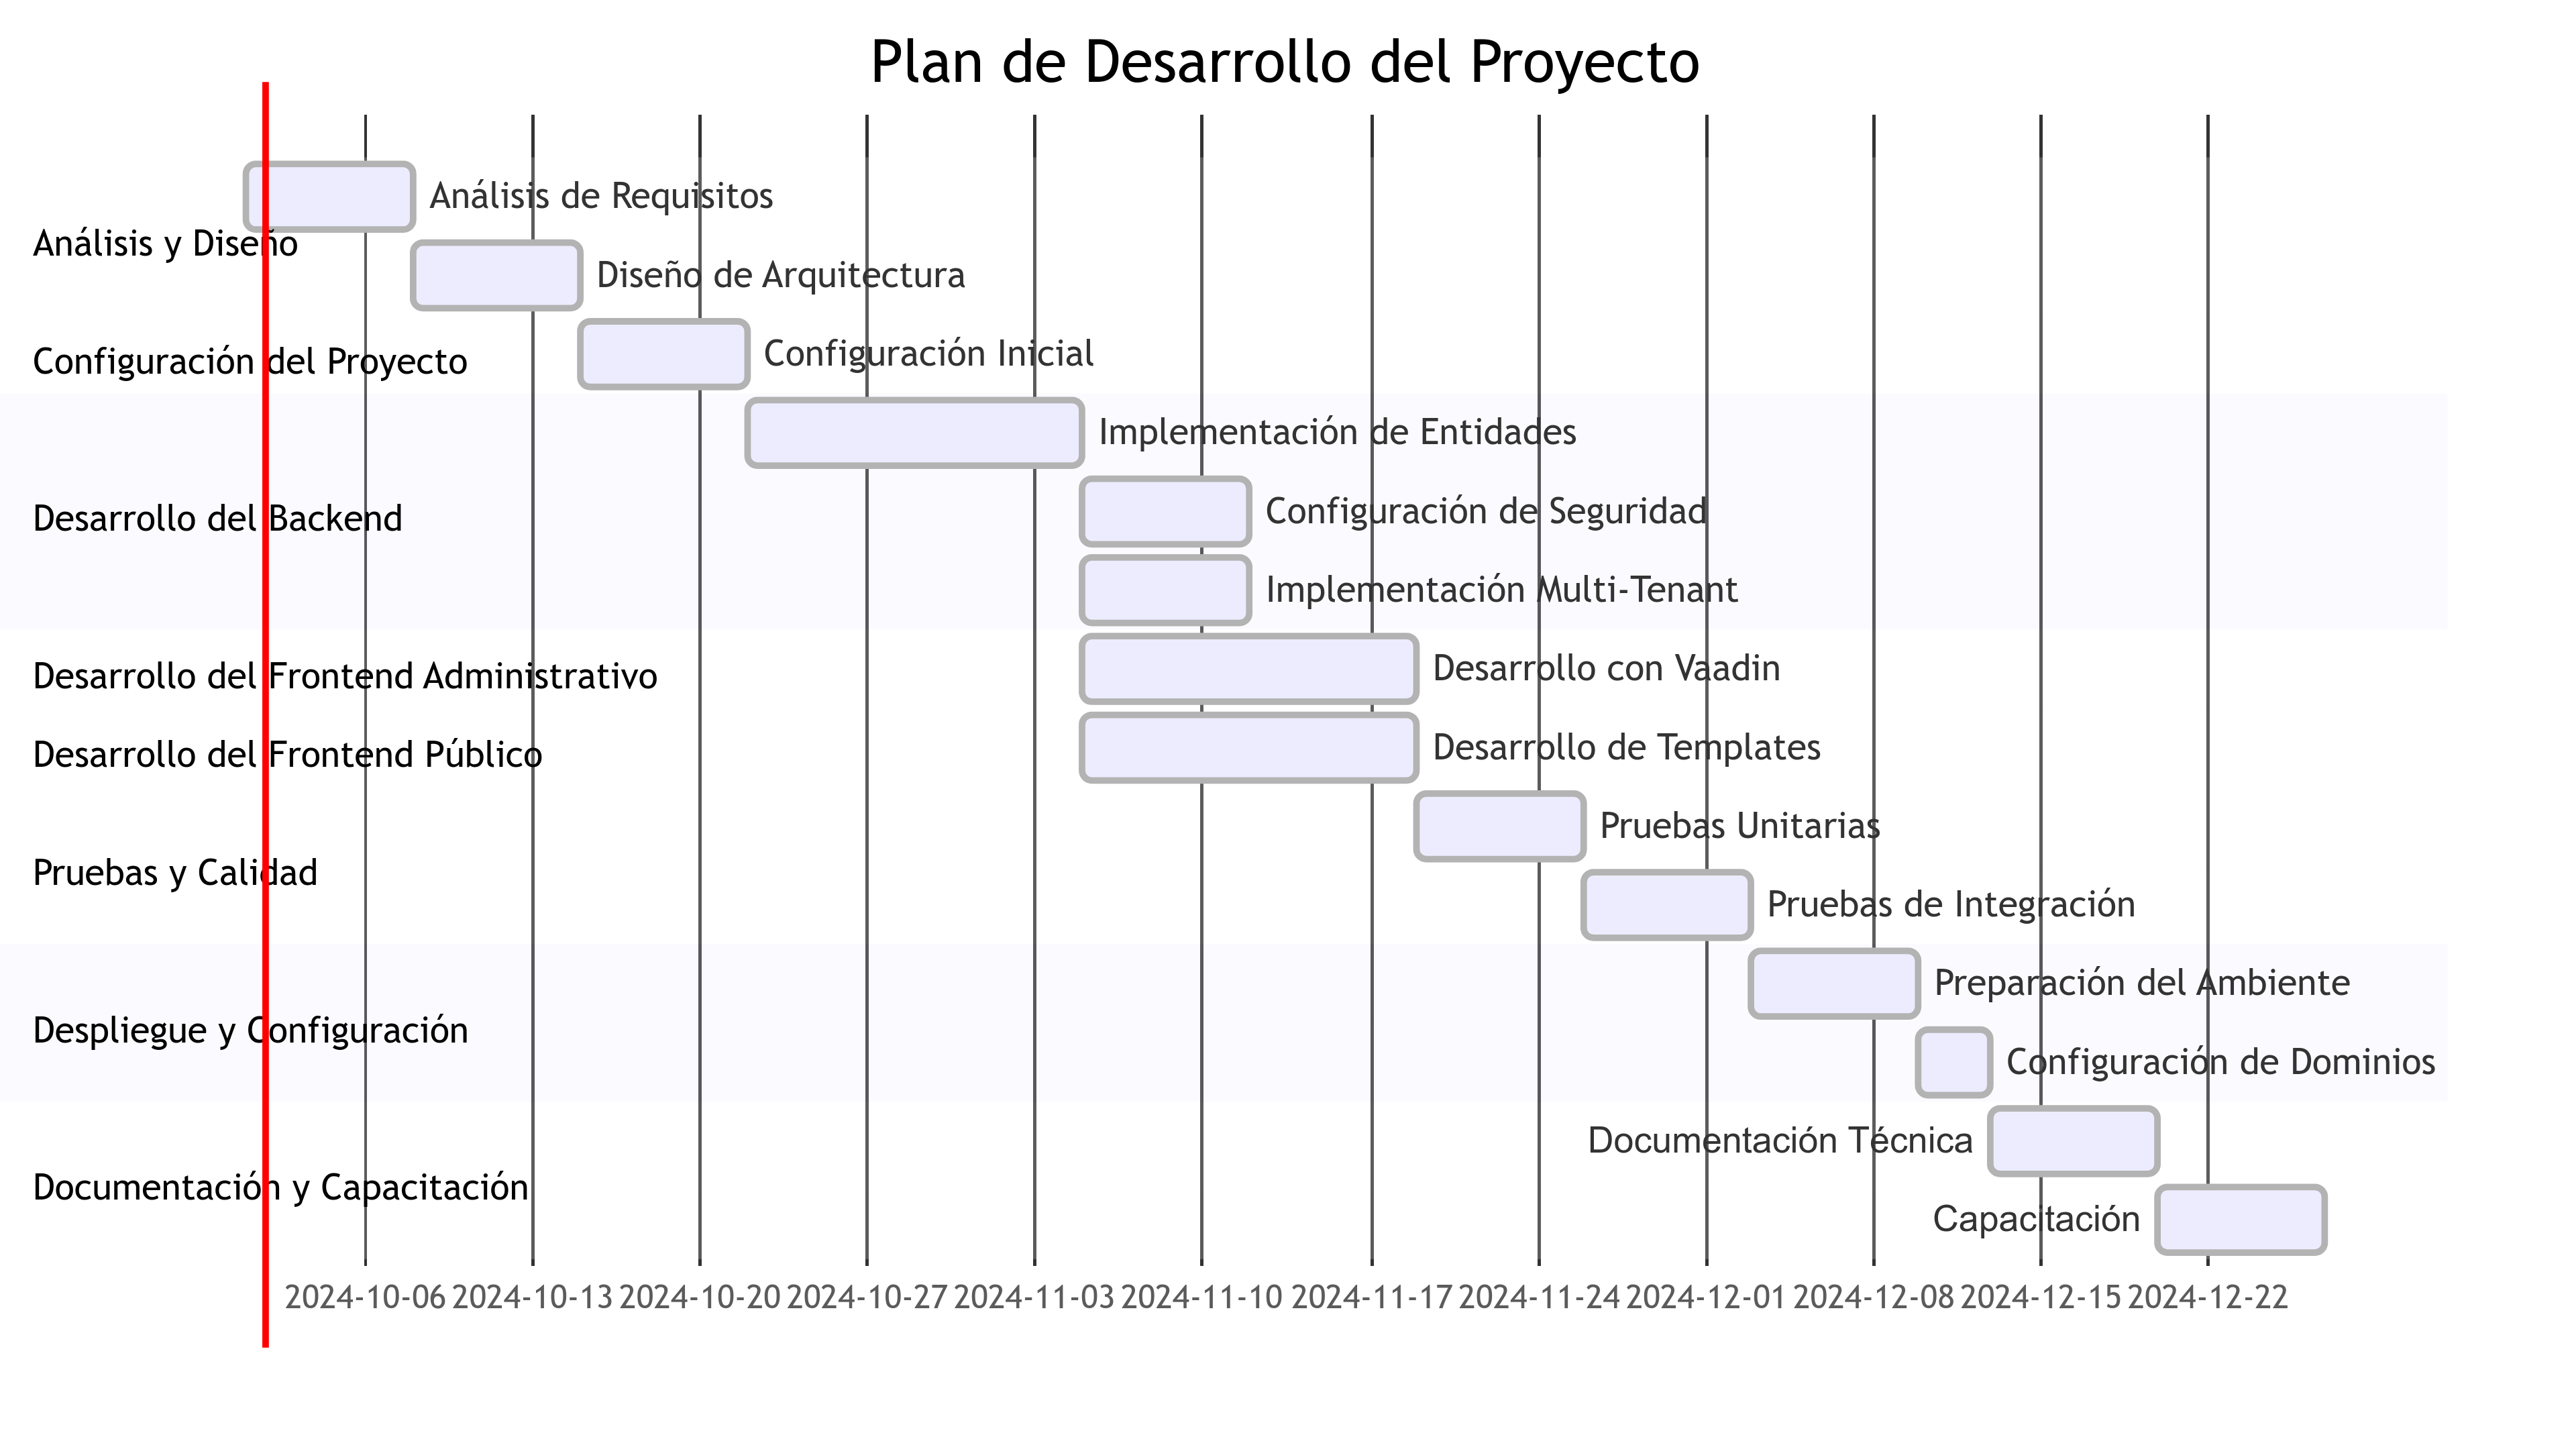 Plan de Desarrollo del Proyecto
Análisis de Requisitos
Análisis y Diseño
Diseño de Arquitectura
Configuración del Proyecto
Configuración Inicial
Implementación de Entidades
Desarrollo del Backend
Configuración de Seguridad
Implementación Multi-Tenant
Desarrollo del Frontend Administrativo
Desarrollo con Vaadin
Desarrollo del Frontend Público
Desarrollo de Templates
Pruebas Unitarias
Pruebas y Calidad
Pruebas de Integración
Preparación del Ambiente
Despliegue y Configuración
Configuración de Dominios
Documentación Técnica
Documentación y Capacitación
Capacitación
2024-10-06 2024-10-13 2024-10-20 2024-10-27 2024-11-03 2024-11-10 2024-11-17 2024-11-24 2024-12-01 2024-12-08 2024-12-15 2024-12-22